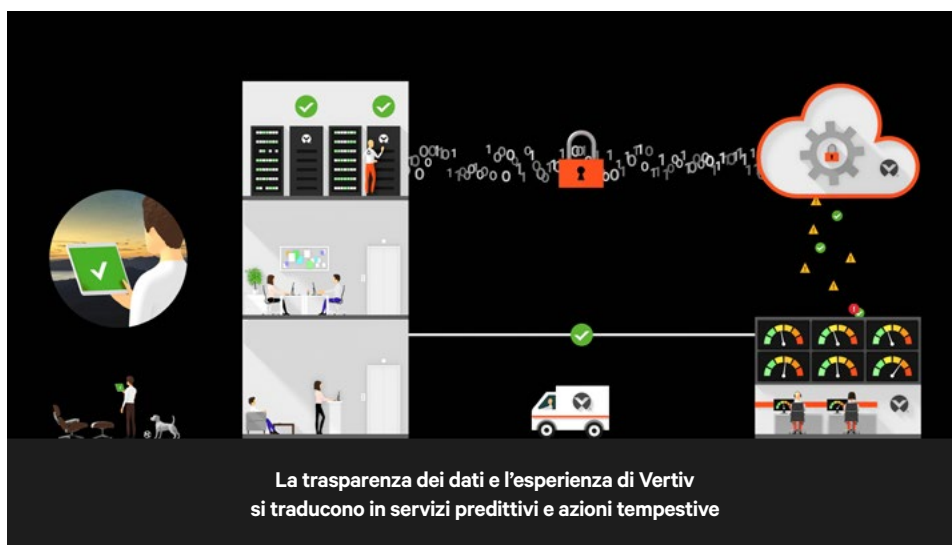 La trasparenza dei dati e l’esperienza di Vertiv
si traducono in servizi predittivi e azioni tempestive